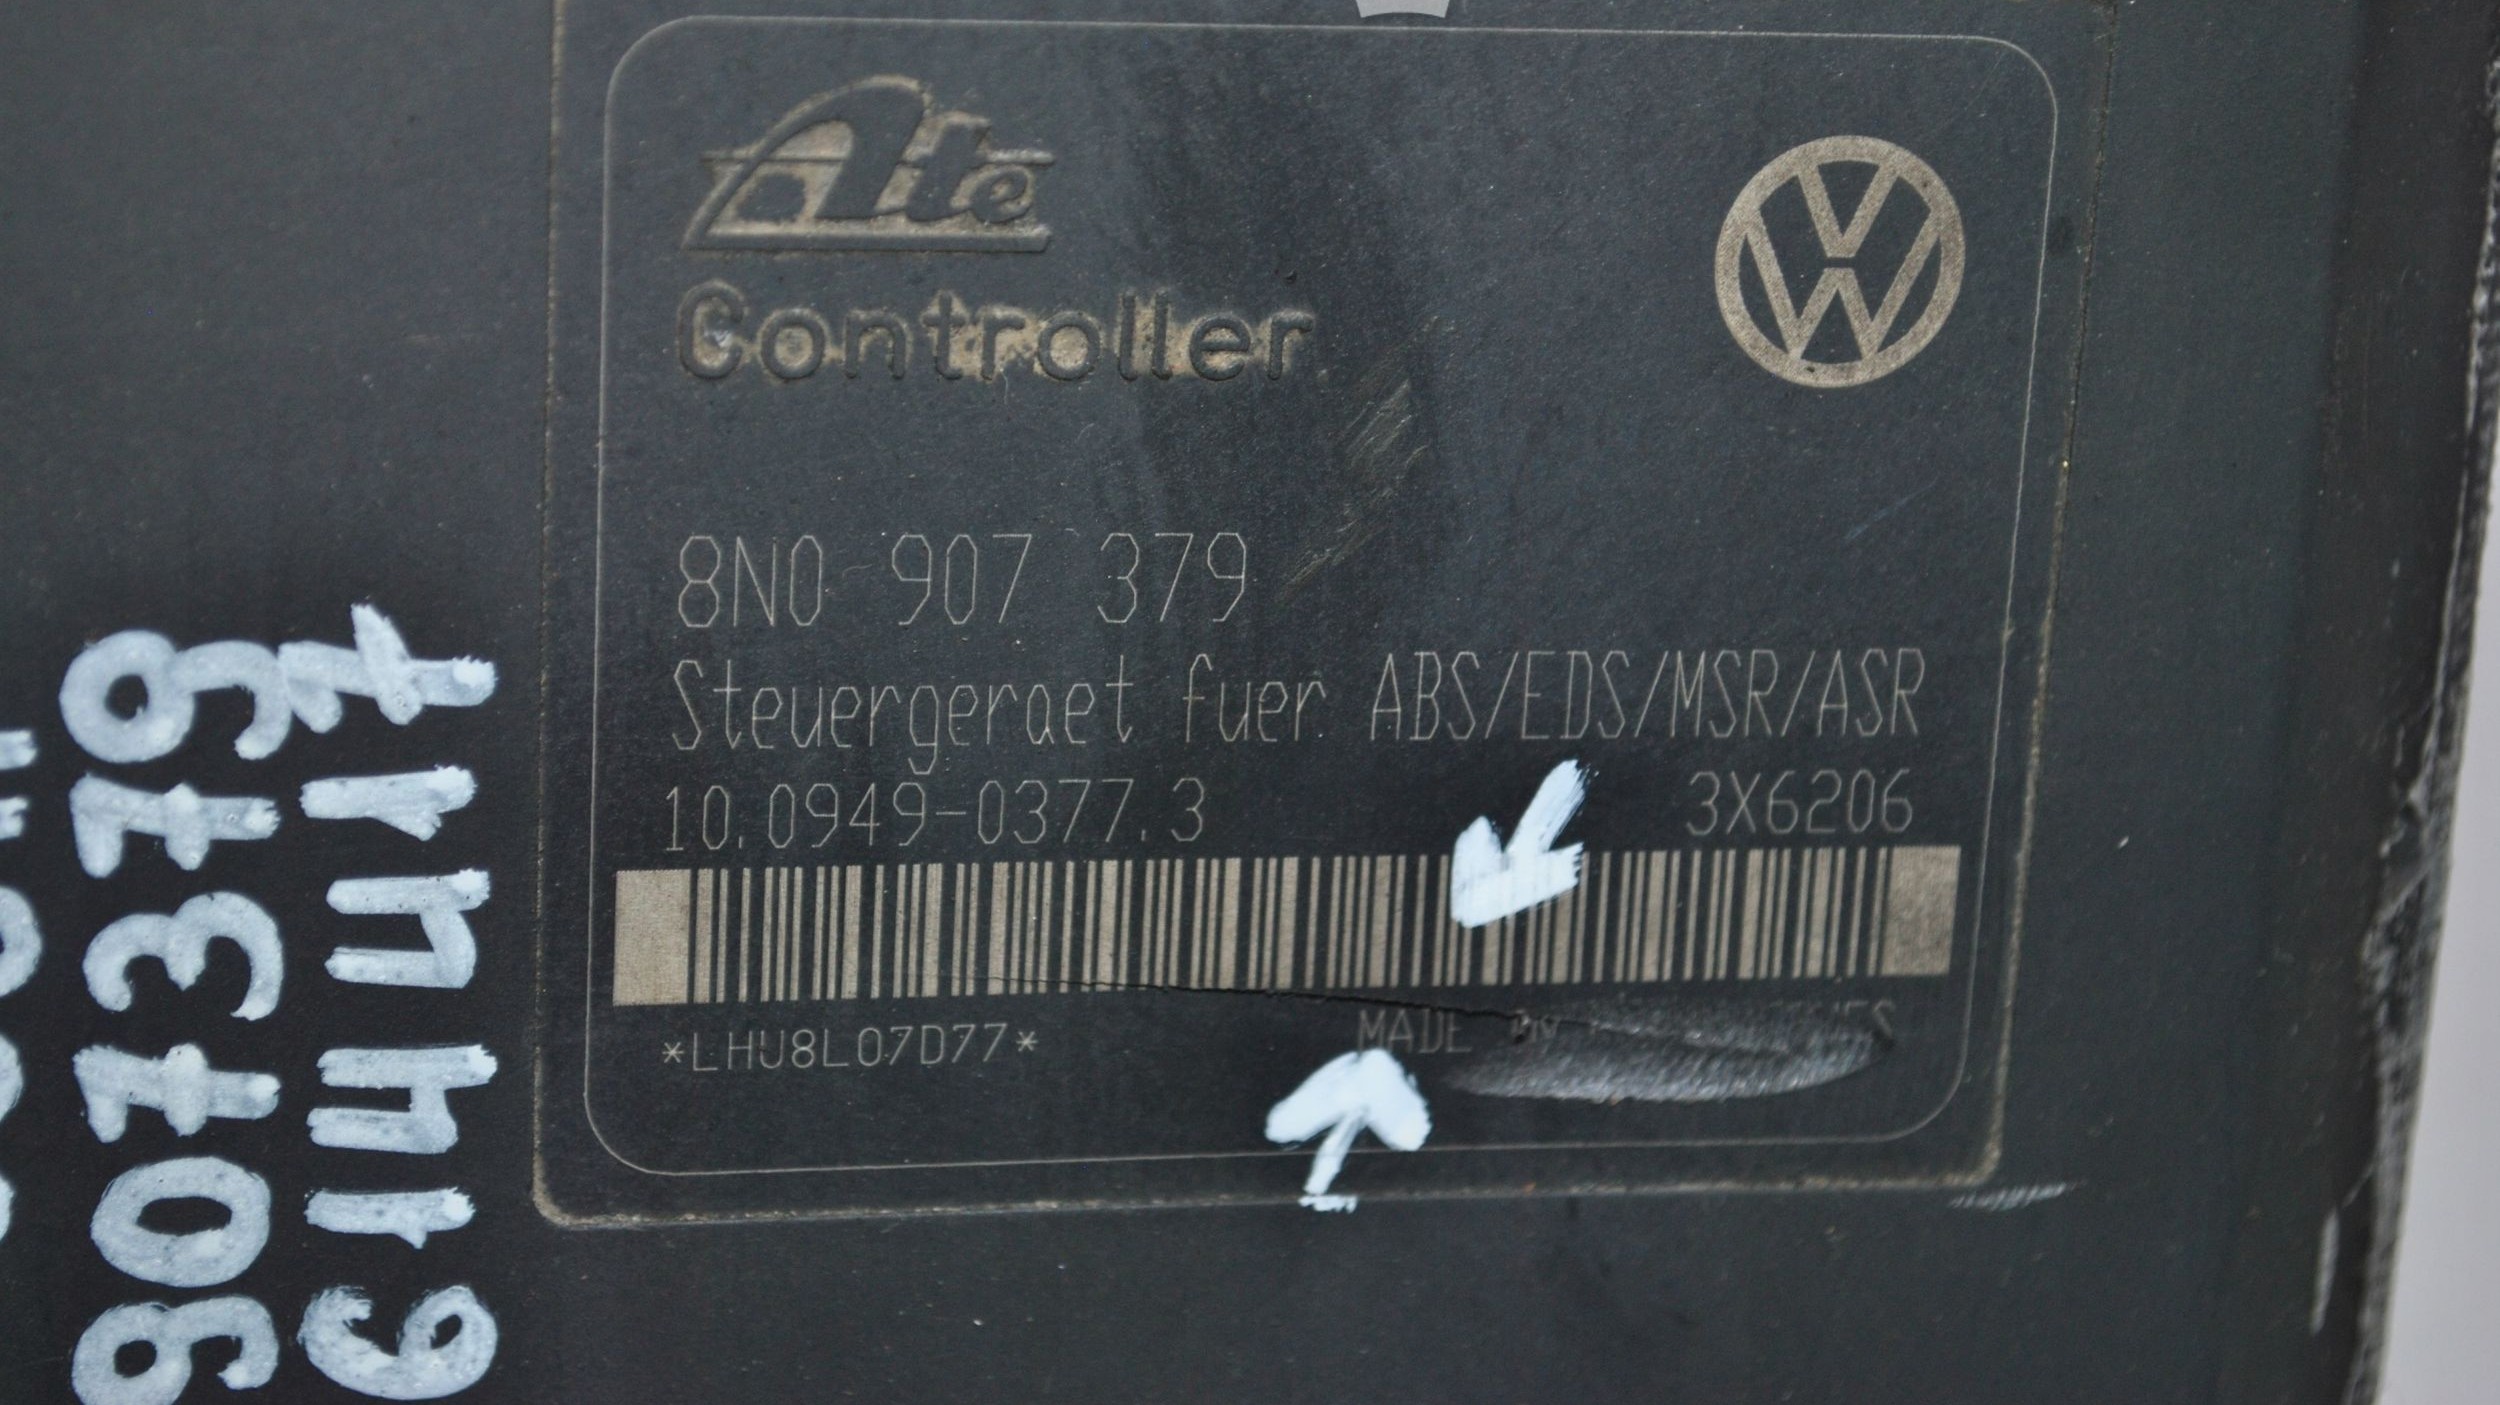 Ate
Controller
8N0 907 379
Steuergeraet fuer ABS/EDS/MSR/ASR
10.0949-0377.3 3X6206
*LHU8L07D77*
MADE
907379